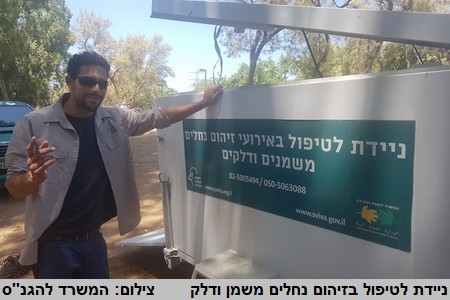 ניידת לטיפול באירועי זיהום נחלים
משמנים ודלקים
02-5005494 / 050-5063088
www.sviva.gov.il
ניידת לטיפול בזיהום נחלים משמן ודלק צילום: המשרד להגנ"ס